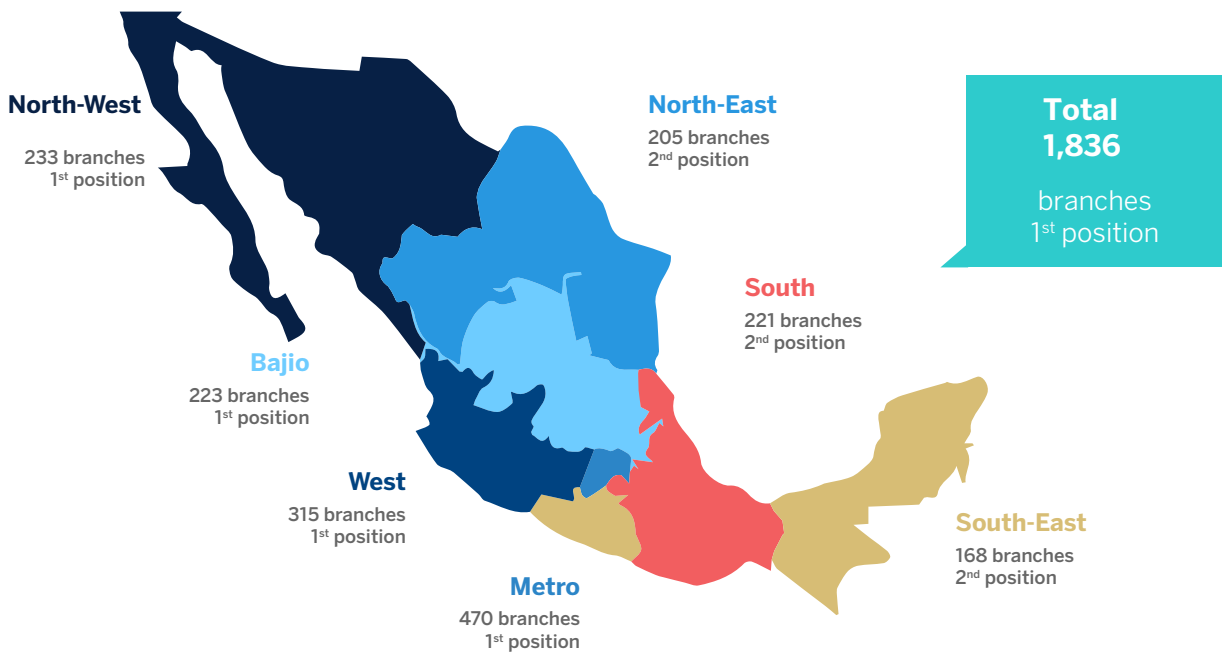 North-West
233 branches
1st position
North-East
205 branches
2nd position
Total
1,836
branches
1st position
South
221 branches
2nd position
Bajio
223 branches
1st position
West
315 branches
1st position
South-East
168 branches
2nd position
Metro
470 branches
1st position